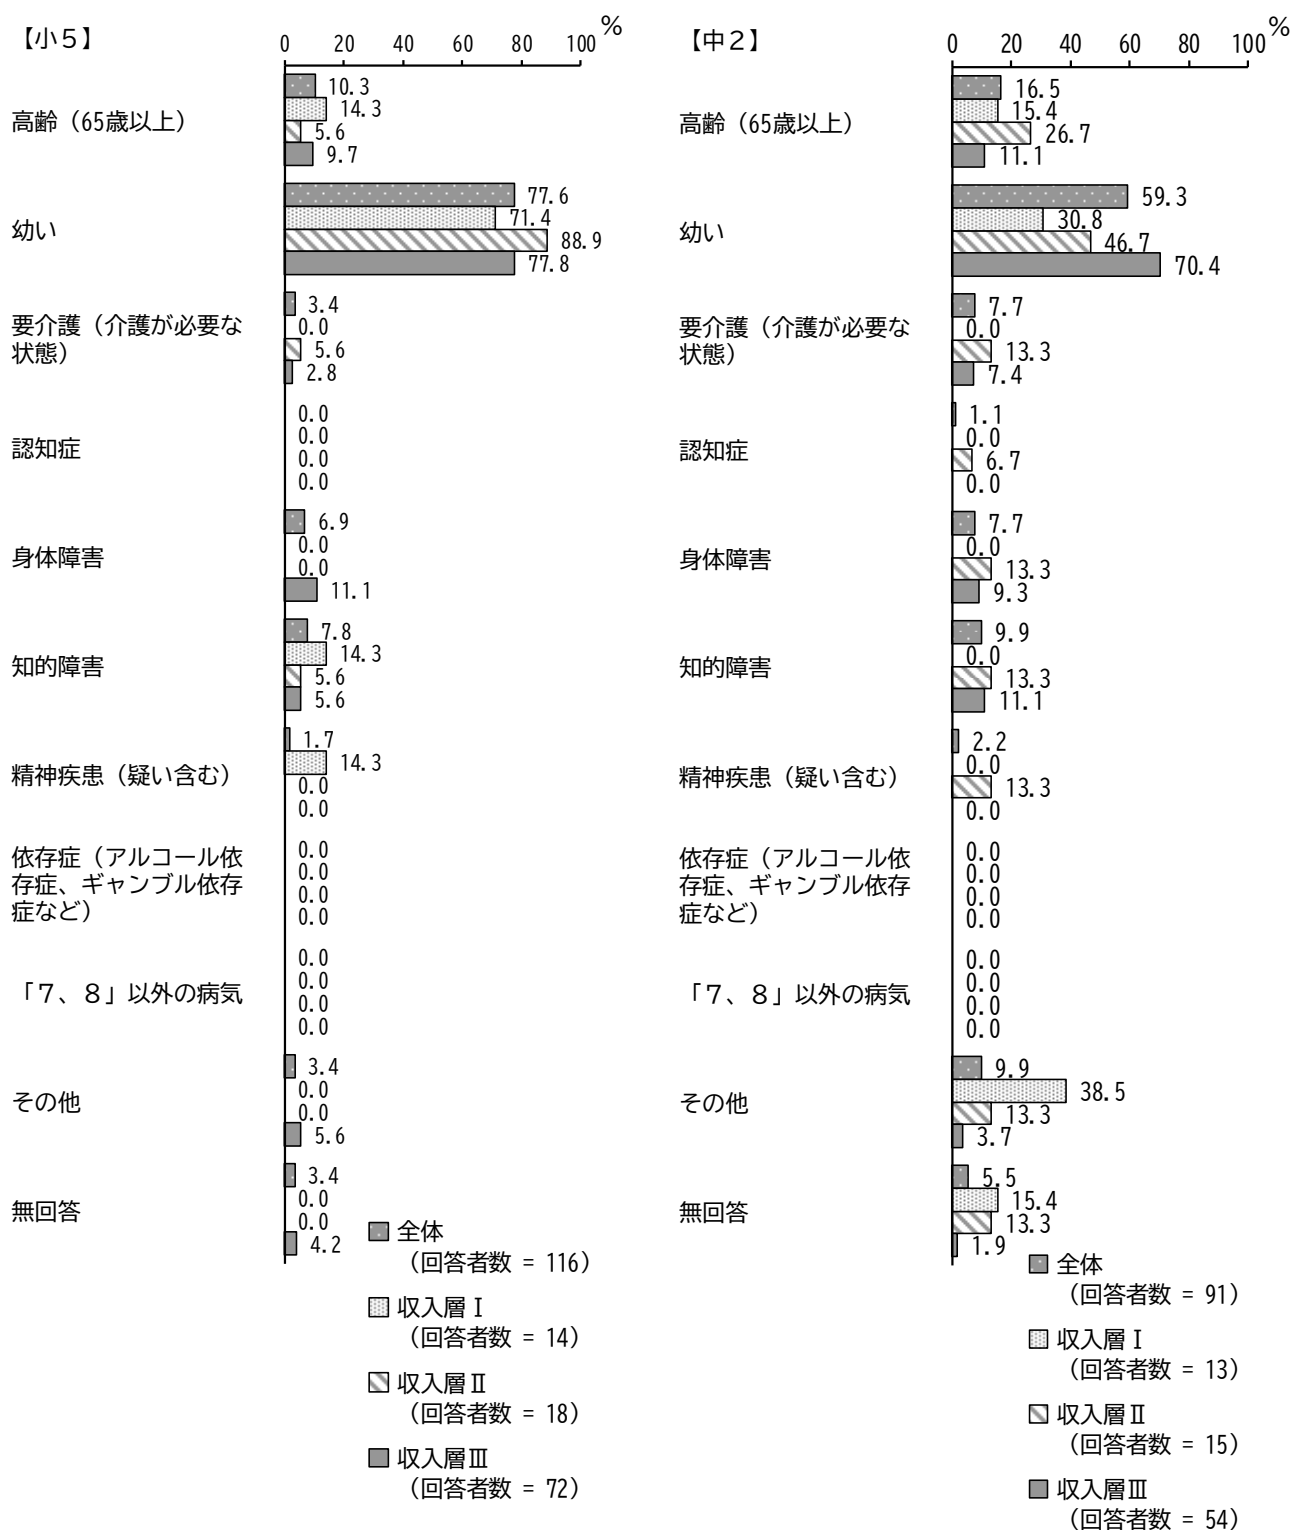 【小５】
0 20 40 60 80 100 %
高齢（65歳以上）
10.3
14.3
5.6
9.7
幼い
77.6
71.4
88.9
77.8
要介護（介護が必要な
状態）
3.4
0.0
5.6
2.8
認知症
0.0
0.0
0.0
0.0
身体障害
6.9
0.0
0.0
11.1
知的障害
7.8
14.3
5.6
5.6
精神疾患（疑い含む）
1.7
14.3
0.0
0.0
依存症（アルコール依
存症、ギャンブル依存
症など）
0.0
0.0
0.0
0.0
「７、８」以外の病気
0.0
0.0
0.0
0.0
その他
3.4
0.0
0.0
5.6
無回答
3.4
0.0
0.0
4.2
全体
（回答者数 = 116）
収入層Ⅰ
（回答者数 = 14）
収入層Ⅱ
（回答者数 = 18）
収入層Ⅲ
（回答者数 = 72）
【中２】
0 20 40 60 80 100 %
高齢（65歳以上）
16.5
15.4
26.7
11.1
幼い
59.3
30.8
46.7
70.4
要介護（介護が必要な
状態）
7.7
0.0
13.3
7.4
認知症
1.1
0.0
6.7
0.0
身体障害
7.7
0.0
13.3
9.3
知的障害
9.9
0.0
13.3
11.1
精神疾患（疑い含む）
2.2
0.0
13.3
0.0
依存症（アルコール依
存症、ギャンブル依存
症など）
0.0
0.0
0.0
0.0
「７、８」以外の病気
0.0
0.0
0.0
0.0
その他
9.9
38.5
13.3
3.7
無回答
5.5
15.4
13.3
1.9
全体
（回答者数 = 91）
収入層Ⅰ
（回答者数 = 13）
収入層Ⅱ
（回答者数 = 15）
収入層Ⅲ
（回答者数 = 54）